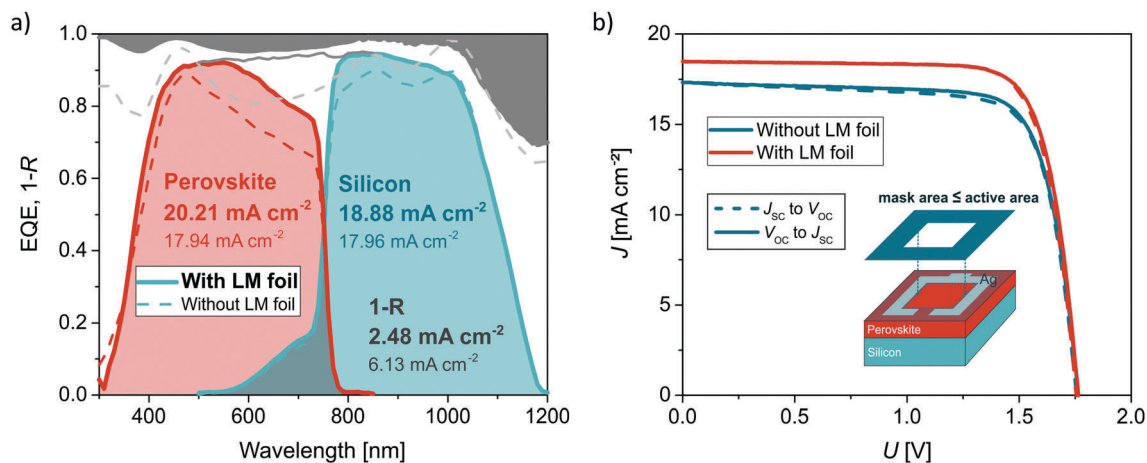 a)
EQE, 1-R
1.0
0.8
0.6
0.4
0.2
0.0
Perovskite
20.21 mA cm⁻²
17.94 mA cm⁻²
Silicon
18.88 mA cm⁻²
17.96 mA cm⁻²
With LM foil
Without LM foil
1-R
2.48 mA cm⁻²
6.13 mA cm⁻²
400 600 800 1000 1200
Wavelength [nm]
b)
J [mA cm⁻²]
20
15
10
5
0
Without LM foil
With LM foil
J_SC to V_OC
V_OC to J_SC
mask area ≤ active area
Ag
Perovskite
Silicon
0.0 0.5 1.0 1.5 2.0
U [V]